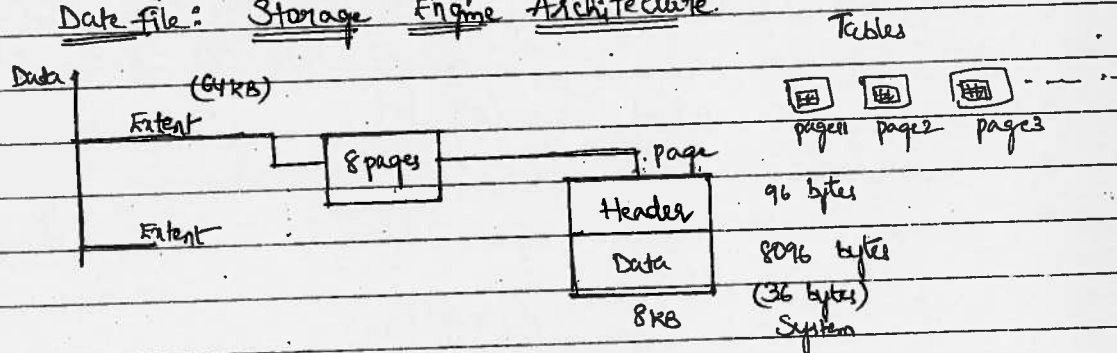 Date file: Storage Engine Architecture.
Tables
Data
(64KB)
Extent
page1 page2 page3
8 pages
page
Header
96 bytes
Extent
Data
8096 bytes
(36 bytes)
8KB
System